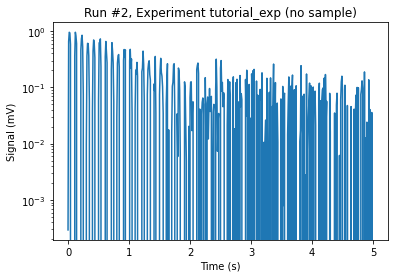 Run #2, Experiment tutorial_exp (no sample)
Signal (mV)
10⁰
10⁻¹
10⁻²
10⁻³
0 1 2 3 4 5
Time (s)